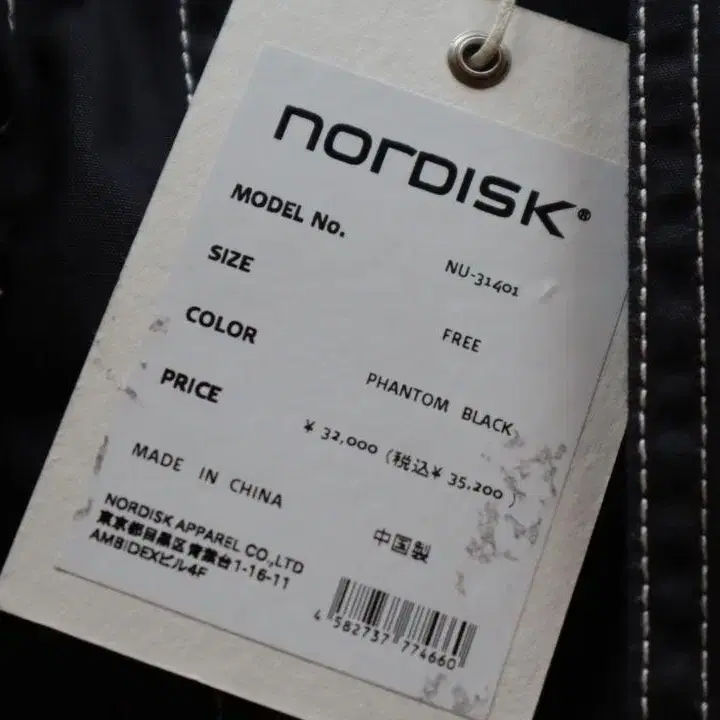 norDISK®
MODEL No. NU-31401
SIZE FREE
COLOR PHANTOM BLACK
PRICE ¥ 32,000 (税込¥ 35,200 )
MADE IN CHINA 中国製
NORDISK APPAREL CO.,LTD
東京都目黒区青葉台1-16-11
AMBIDEXビル4F
4 582737 774660